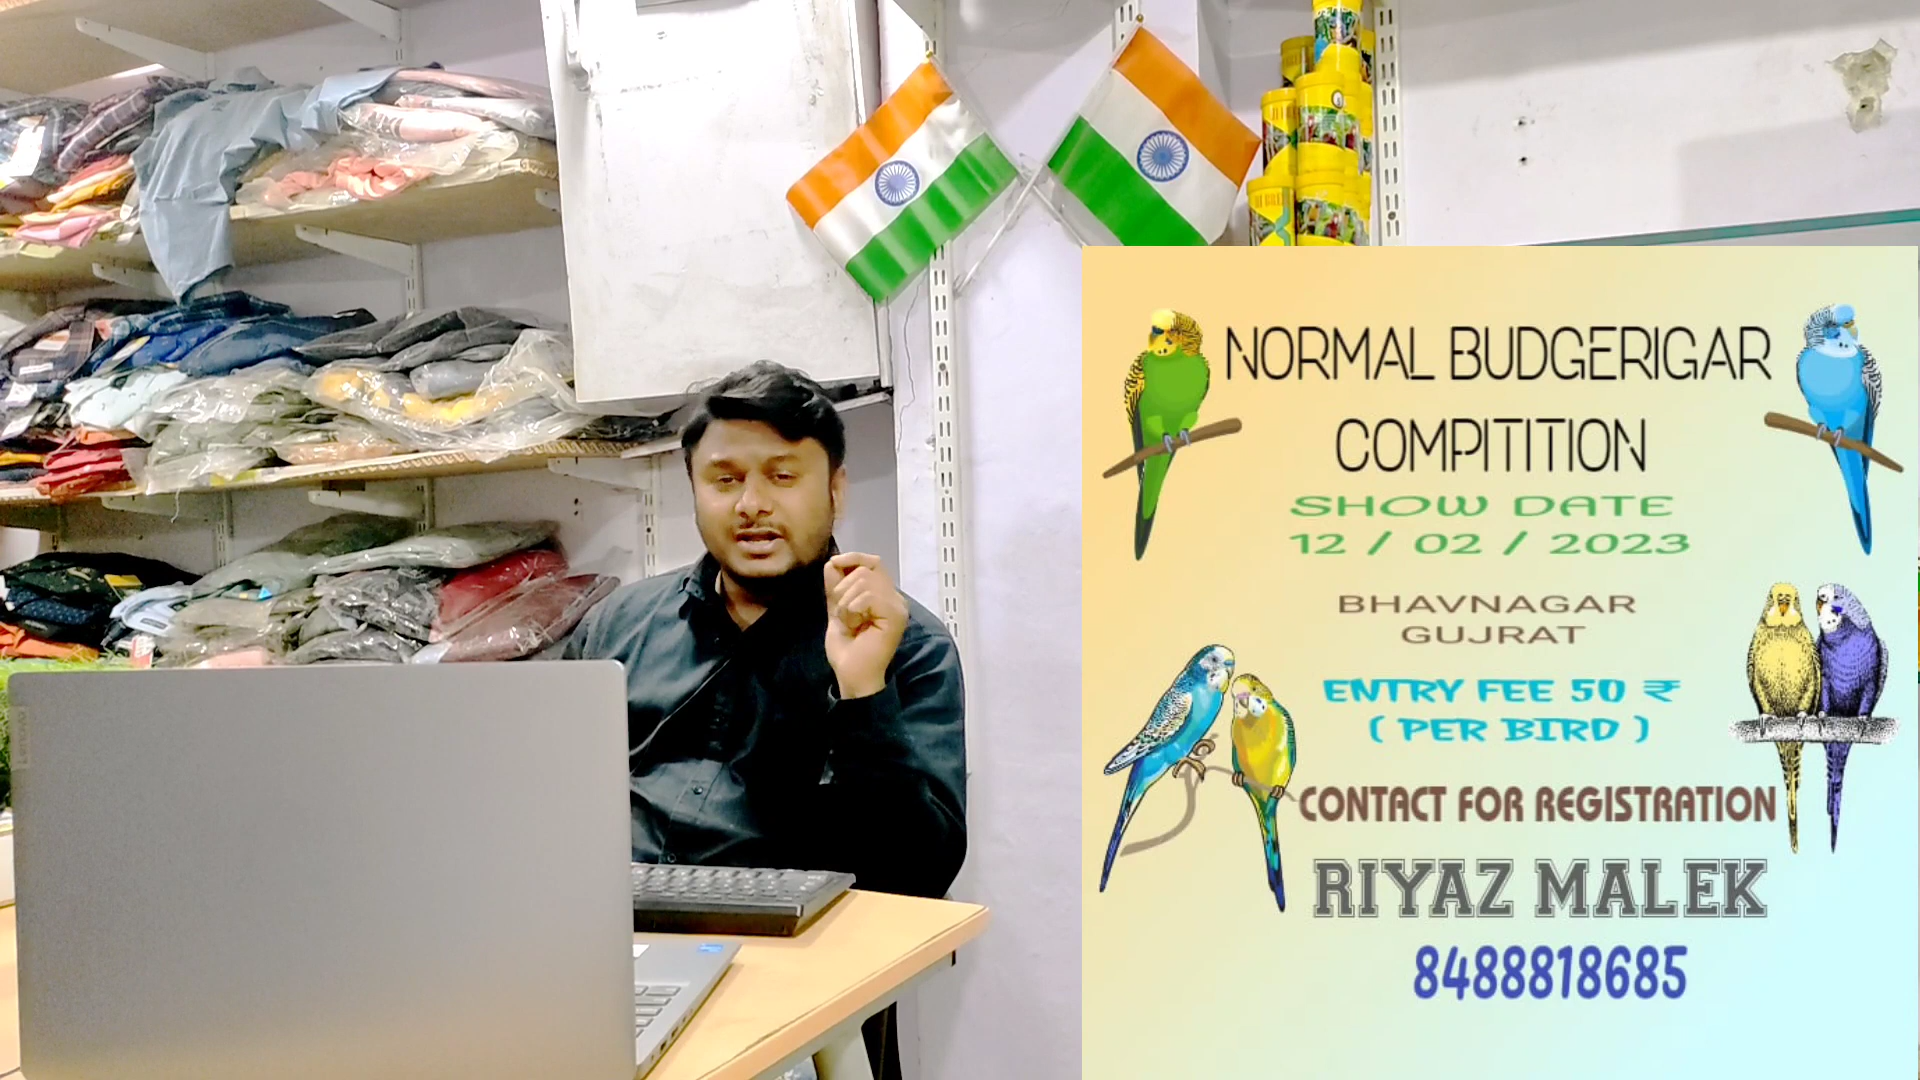 NORMAL BUDGERIGAR
COMPITITION
SHOW DATE
12 / 02 / 2023
BHAVNAGAR
GUJRAT
ENTRY FEE 50 ₹
( PER BIRD )
CONTACT FOR REGISTRATION
RIYAZ MALEK
8488818685
Lenovo